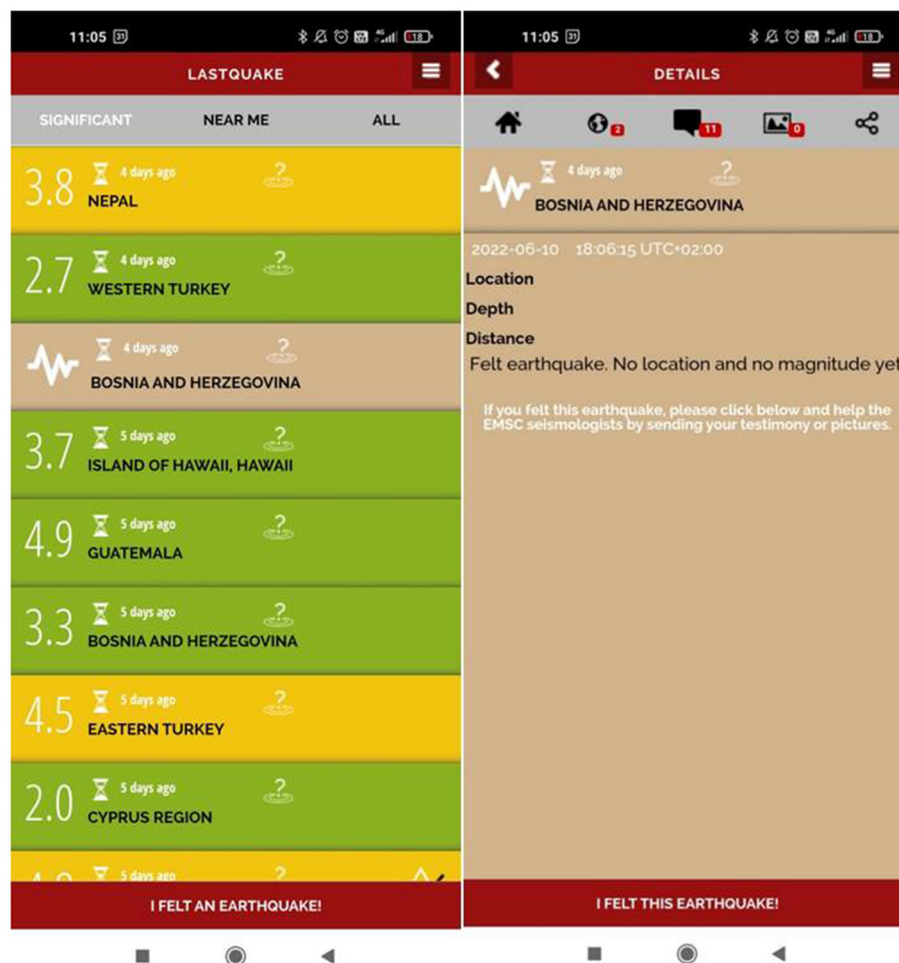 11:05 31
18
LASTQUAKE
SIGNIFICANT NEAR ME ALL
3.8 4 days ago ?
NEPAL
2.7 4 days ago ?
WESTERN TURKEY
4 days ago ?
BOSNIA AND HERZEGOVINA
3.7 5 days ago ?
ISLAND OF HAWAII, HAWAII
4.9 5 days ago ?
GUATEMALA
3.3 5 days ago ?
BOSNIA AND HERZEGOVINA
4.5 5 days ago ?
EASTERN TURKEY
2.0 5 days ago ?
CYPRUS REGION
5 days ago ?
I FELT AN EARTHQUAKE!
11:05 31
18
DETAILS
2 11 0
4 days ago ?
BOSNIA AND HERZEGOVINA
2022-06-10 18:06:15 UTC+02:00
Location
Depth
Distance
Felt earthquake. No location and no magnitude yet
If you felt this earthquake, please click below and help the
EMSC seismologists by sending your testimony or pictures.
I FELT THIS EARTHQUAKE!